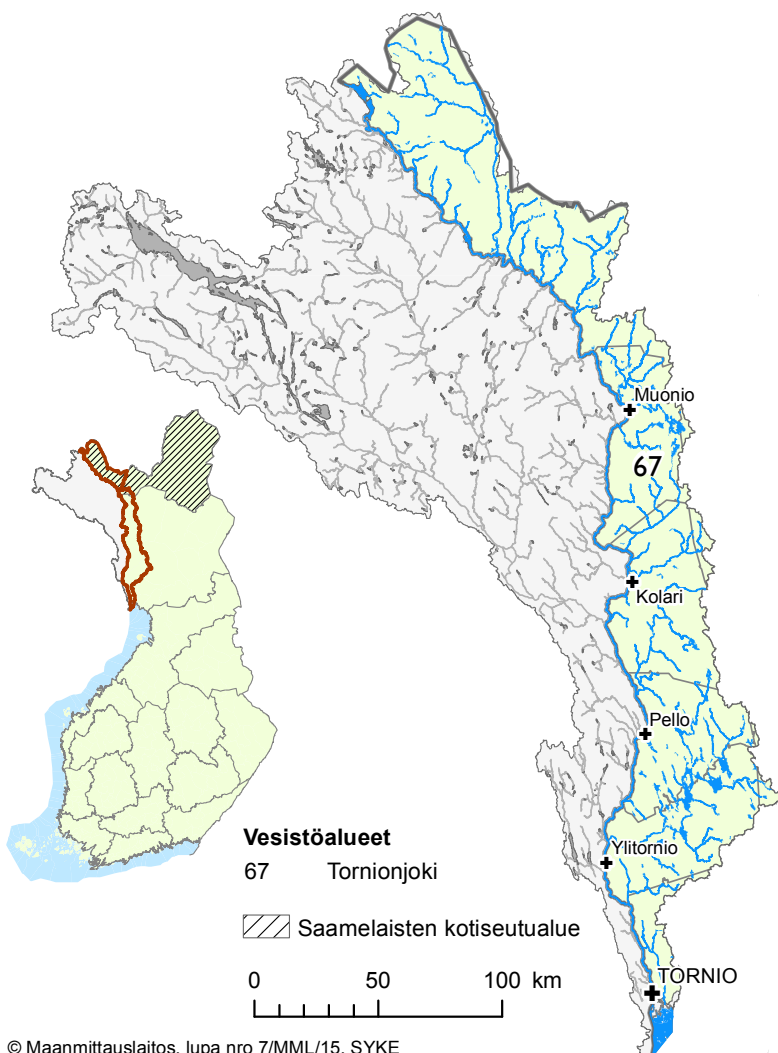 Muonio
67
Kolari
Pello
Ylitornio
TORNIO
Vesistöalueet
67 Tornionjoki
Saamelaisten kotiseutualue
0 50 100 km
© Maanmittauslaitos, lupa nro 7/MML/15, SYKE